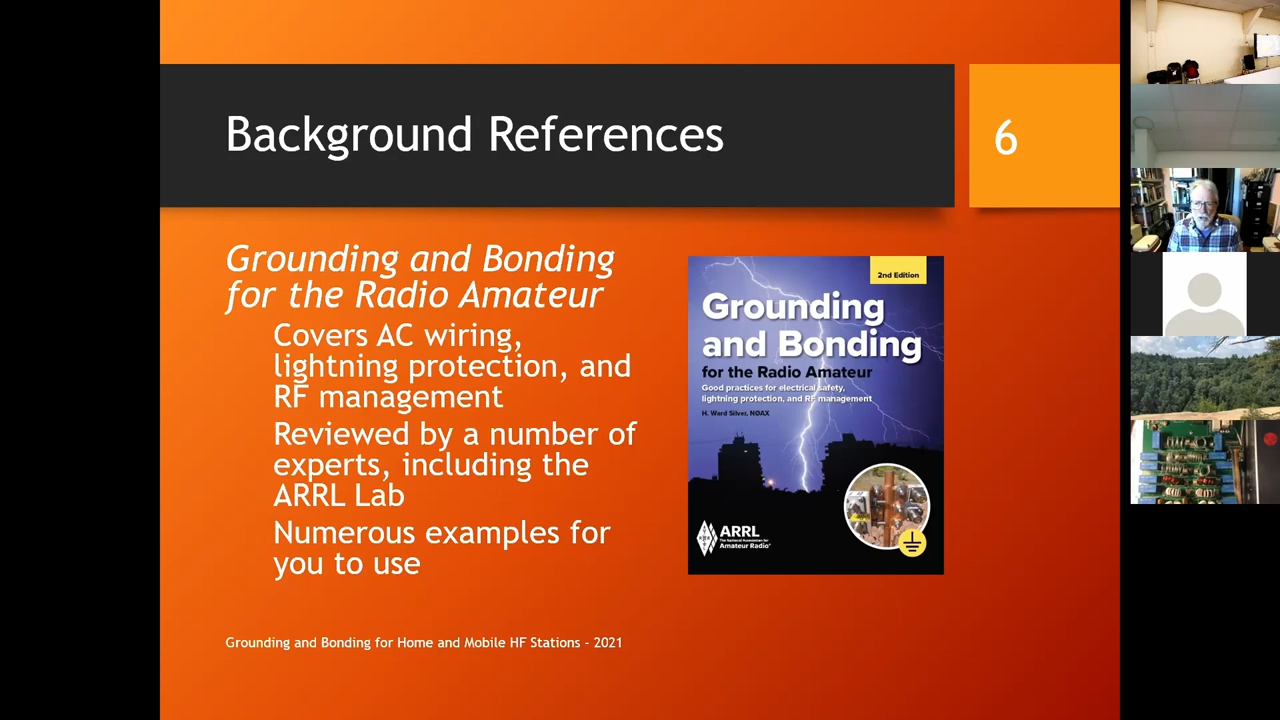 Background References
6
Grounding and Bonding
for the Radio Amateur
Covers AC wiring,
lightning protection, and
RF management
Reviewed by a number of
experts, including the
ARRL Lab
Numerous examples for
you to use
2nd Edition
Grounding
and Bonding
for the Radio Amateur
Good practices for electrical safety,
lightning protection, and RF management
H. Ward Silver, NØAX
ARRL
The National Association for
Amateur Radio®
Grounding and Bonding for Home and Mobile HF Stations - 2021